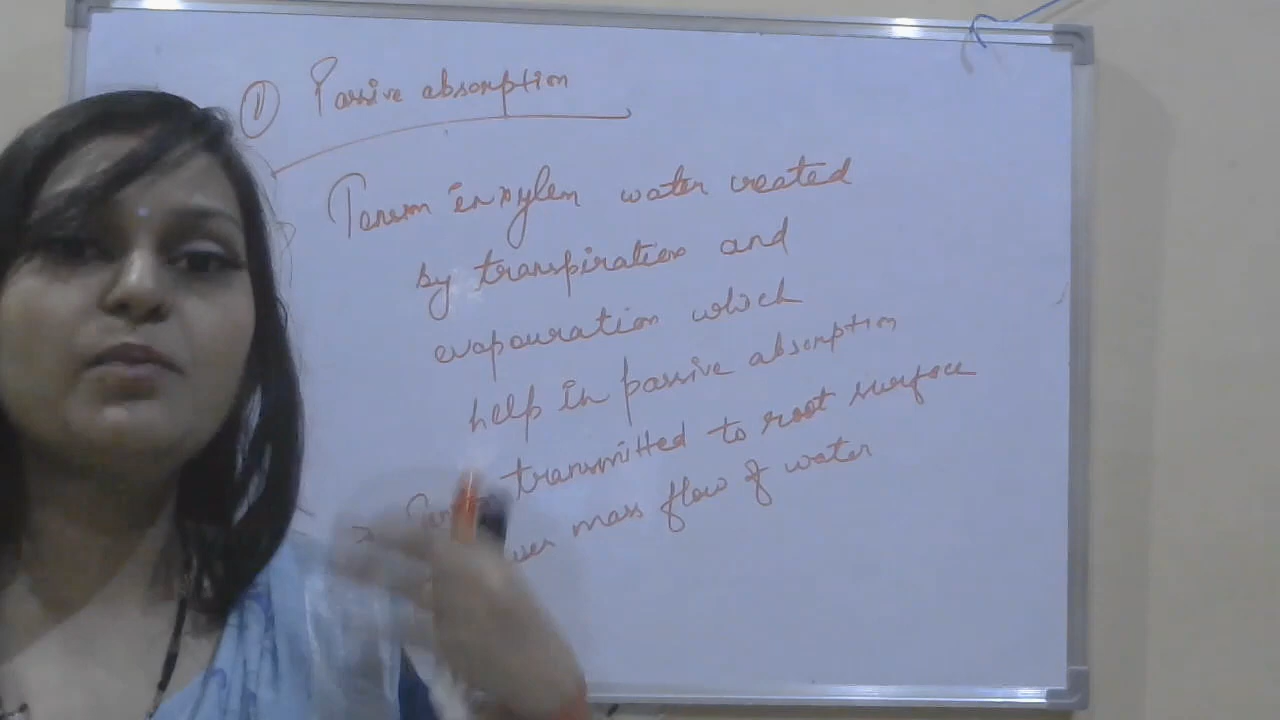 ① Passive absorption
in xylem water created
by transpiration and
evapouration which
help in passive absorption
transmitted to root surface
mass flow of water